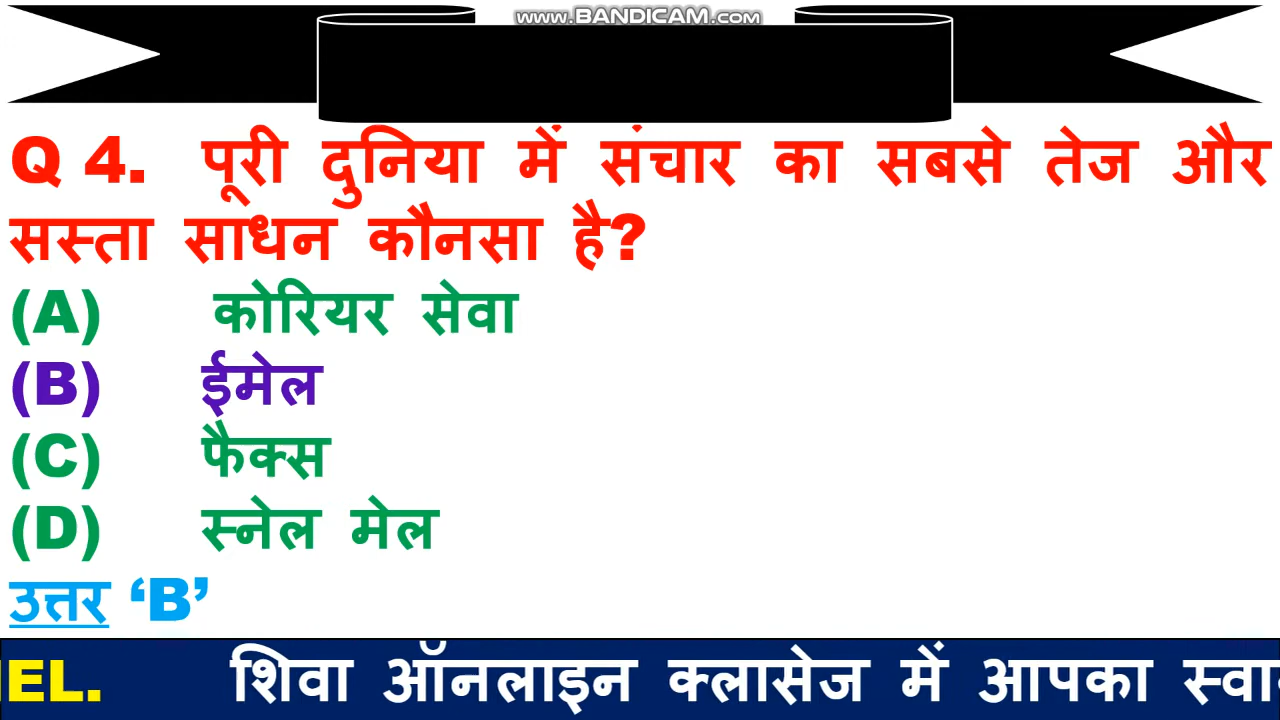 www.BANDICAM.com
Q 4. पूरी दुनिया में संचार का सबसे तेज और
सस्ता साधन कौनसा है?
(A) कोरियर सेवा
(B) ईमेल
(C) फैक्स
(D) स्नेल मेल
उत्तर ‘B’
EL. शिवा ऑनलाइन क्लासेज में आपका